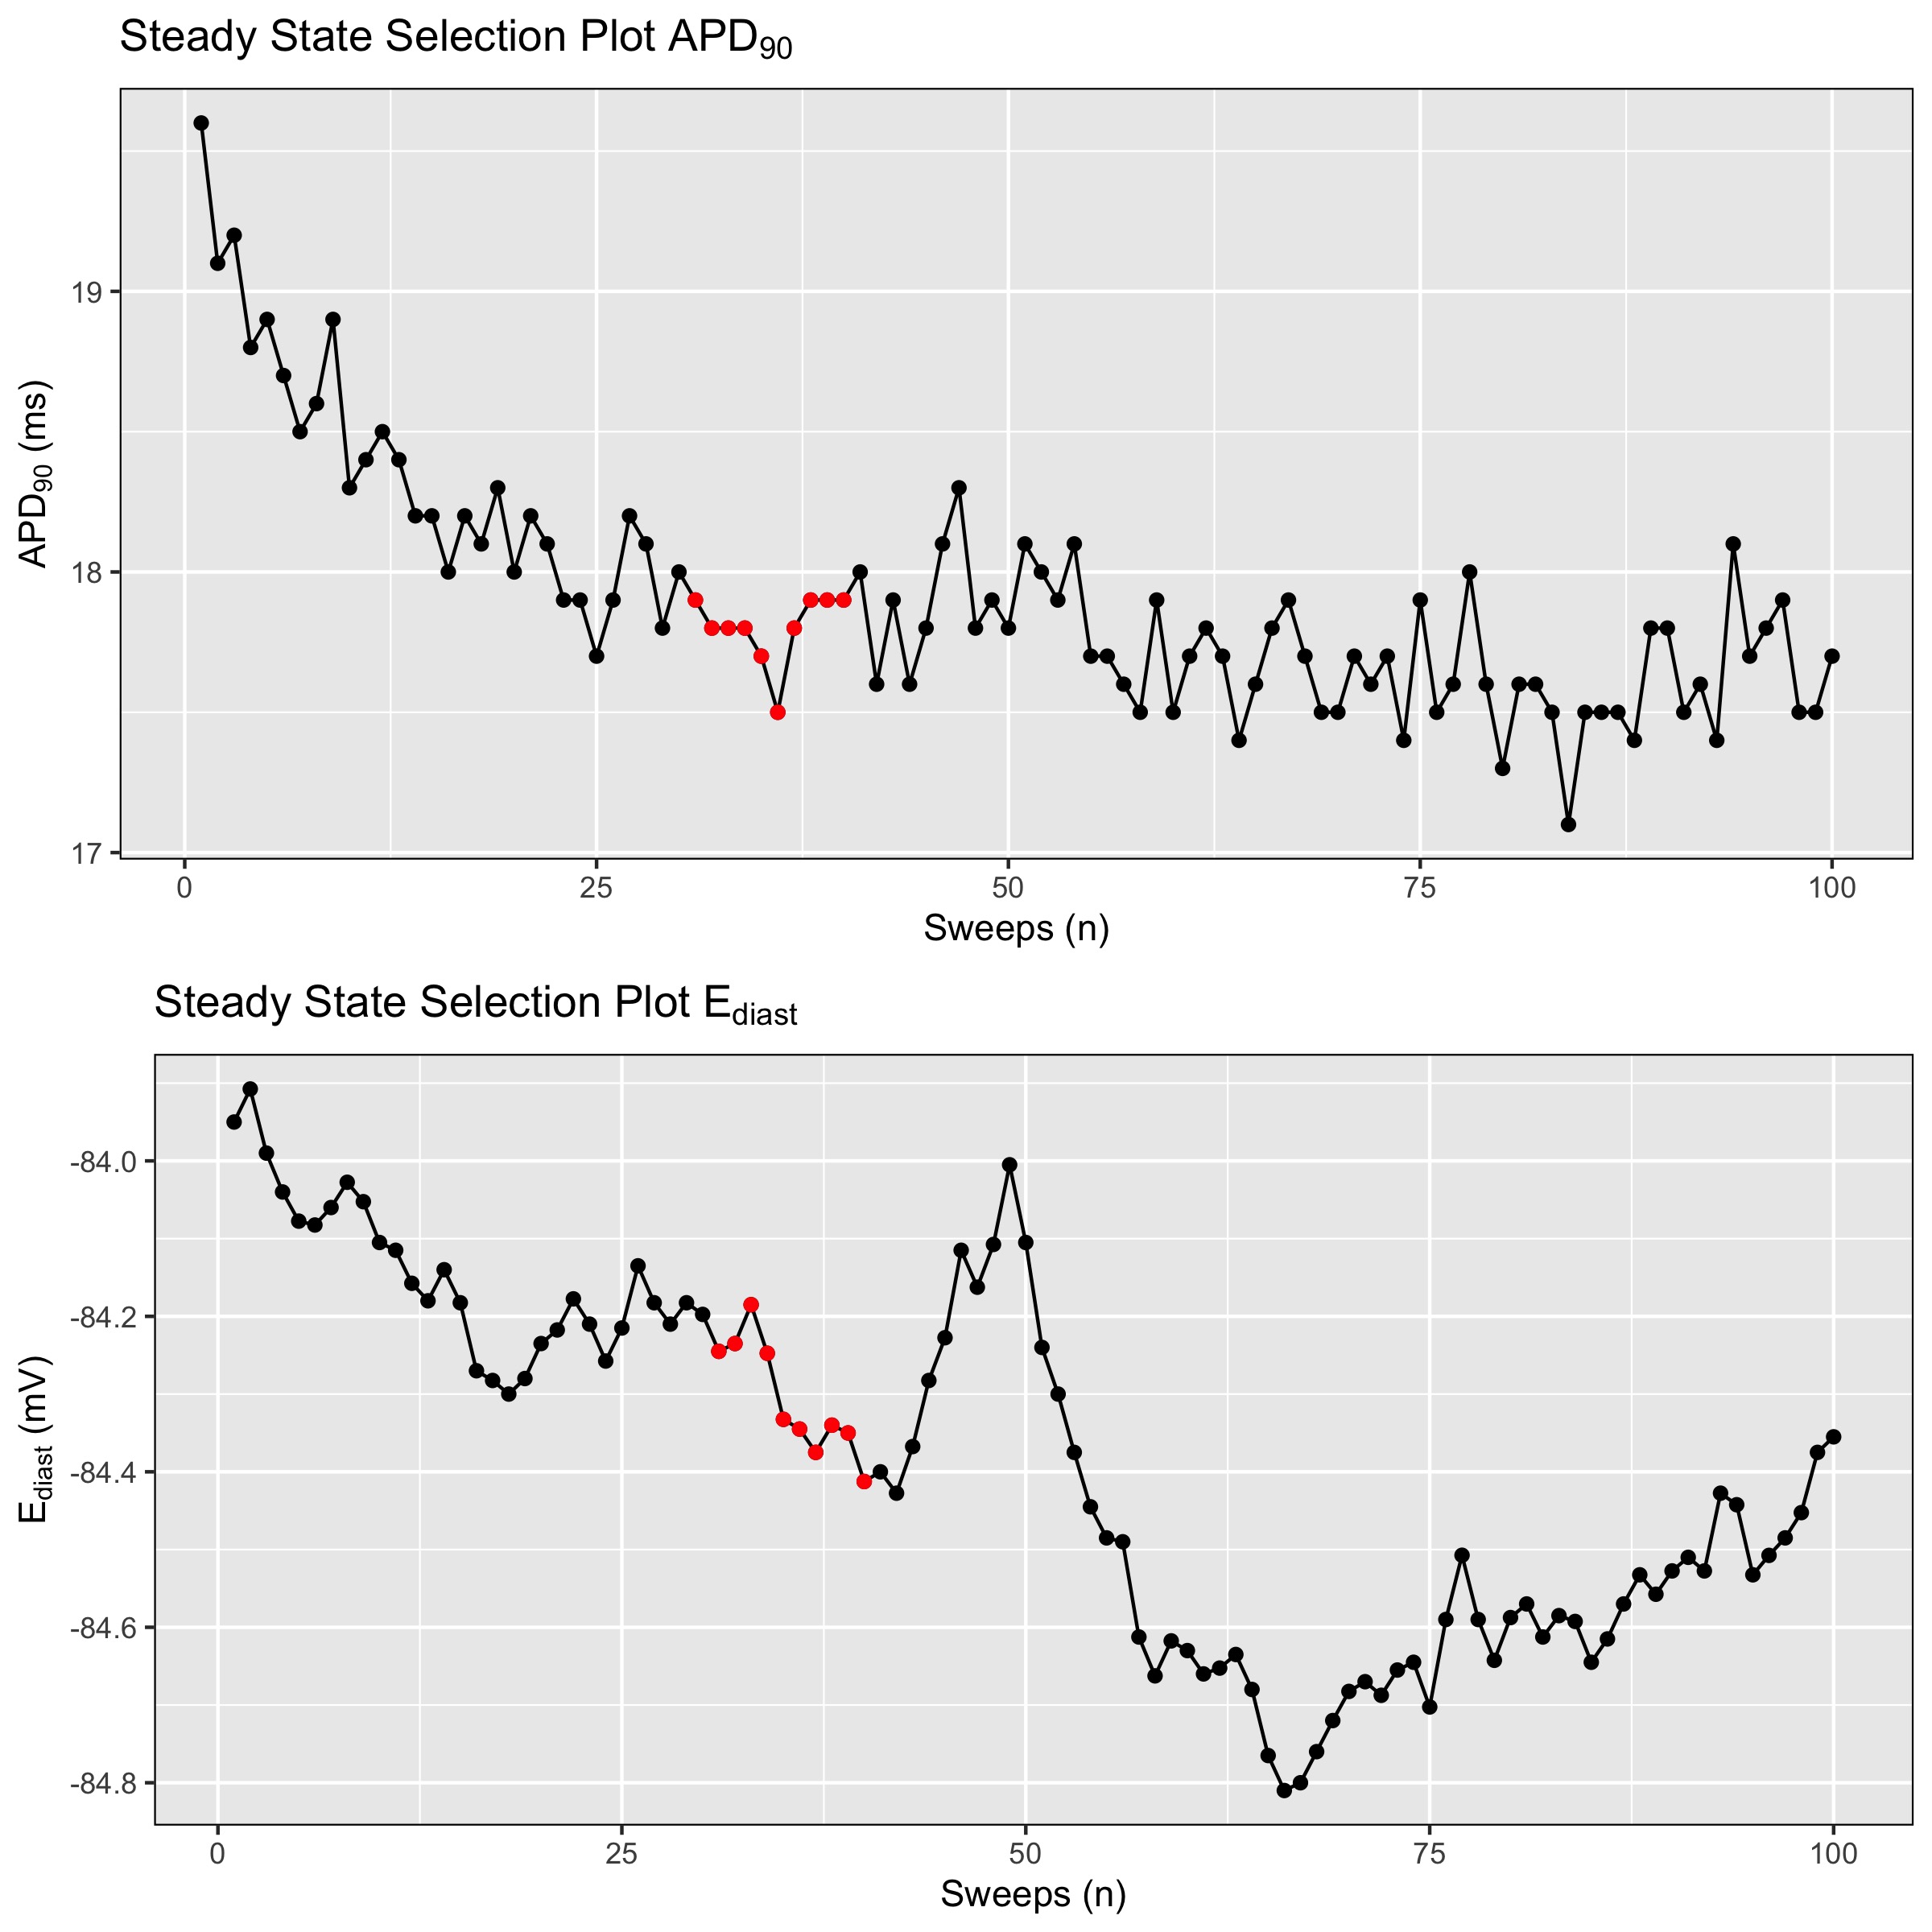 Steady State Selection Plot APD90
APD90 (ms)
19
18
17
0 25 50 75 100
Sweeps (n)
Steady State Selection Plot Ediast
Ediast (mV)
-84.0
-84.2
-84.4
-84.6
-84.8
0 25 50 75 100
Sweeps (n)